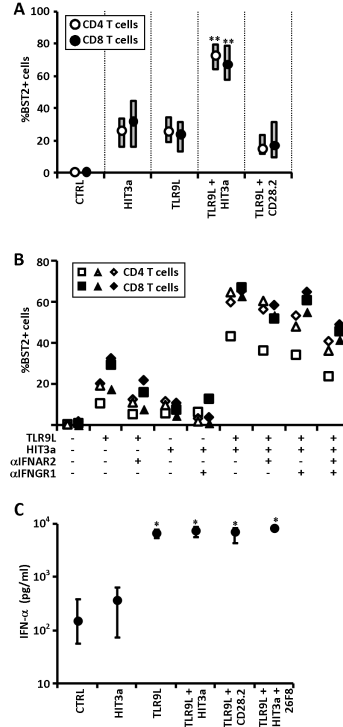 A
CD4 T cells
CD8 T cells
%BST2+ cells
100
80
60
40
20
0
** **
CTRL
HIT3a
TLR9L
TLR9L +
HIT3a
TLR9L +
CD28.2
B
CD4 T cells
CD8 T cells
%BST2+ cells
80
60
40
20
TLR9L - + + - - + + + +
HIT3a - - - + + + + + +
αIFNAR2 - - + - - - + - +
αIFNGR1 - - - - + - - + +
C
IFN-α (pg/ml)
10⁴
10³
10²
10
* * * *
CTRL
HIT3a
TLR9L
TLR9L +
HIT3a
TLR9L +
CD28.2
TLR9L +
HIT3a +
26F8